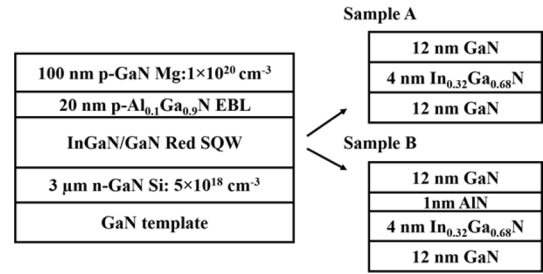 Sample A
100 nm p-GaN Mg:1×10²⁰ cm⁻³
20 nm p-Al₀.₁Ga₀.₉N EBL
InGaN/GaN Red SQW
3 μm n-GaN Si: 5×10¹⁸ cm⁻³
GaN template
12 nm GaN
4 nm In₀.₃₂Ga₀.₆₈N
12 nm GaN
Sample B
12 nm GaN
1nm AlN
4 nm In₀.₃₂Ga₀.₆₈N
12 nm GaN